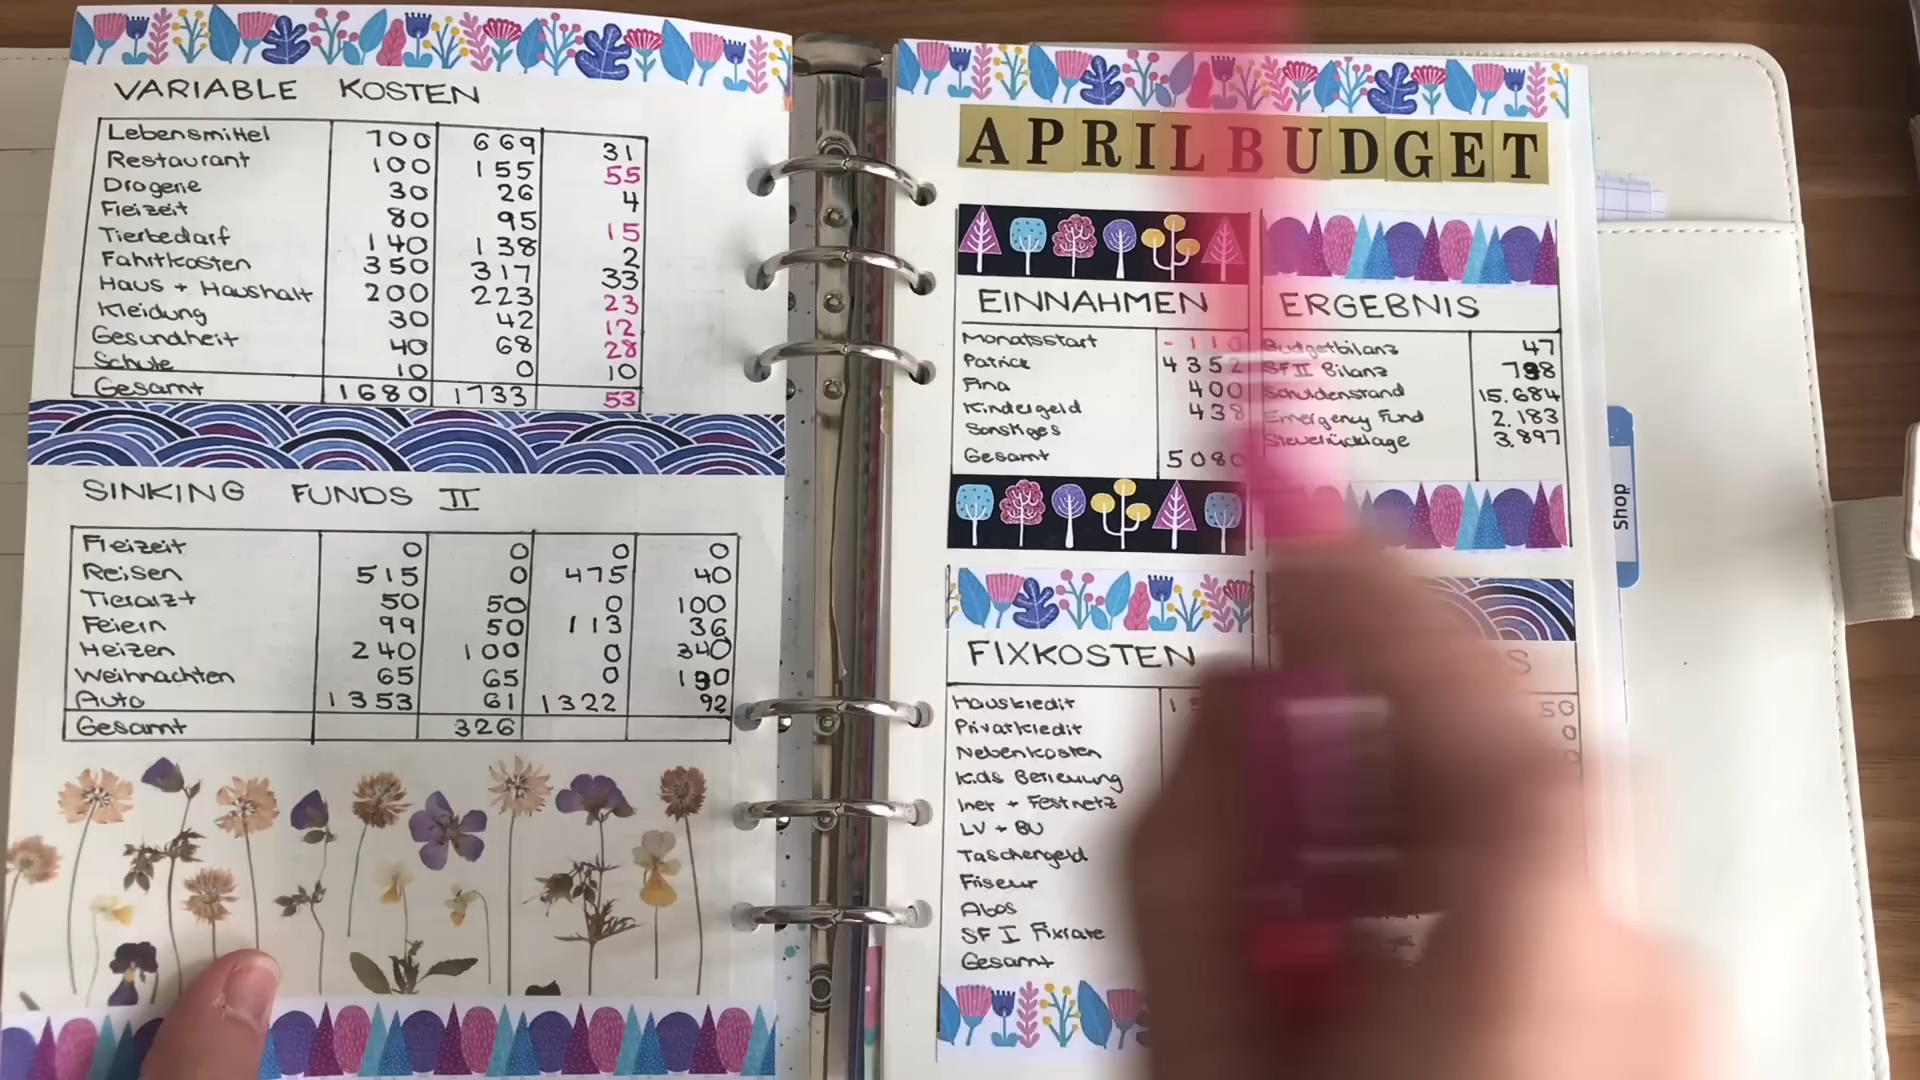 VARIABLE KOSTEN
Lebensmittel 700 669 31
Restaurant 100 155 55
Drogerie 30 26 4
Freizeit 80 95 15
Tierbedarf 140 138 2
Fahrtkosten 350 317 33
Haus + Haushalt 200 223 23
Kleidung 30 42 12
Gesundheit 40 68 28
Schule 10 0 10
Gesamt 1680 1733 53
SINKING FUNDS II
Freizeit 0 0 0 0
Reisen 515 0 475 40
Tierarzt 50 50 0 100
Feiern 99 50 113 36
Heizen 240 100 0 340
Weihnachten 65 65 0 130
Auto 1353 61 1322 92
Gesamt 326
APRIL BUDGET
EINNAHMEN
Monatsstart -110
Patrick 4352
Fina 400
Kindergeld 438
Sonstiges
Gesamt 5080
ERGEBNIS
Budgetbilanz 47
SF II Bilanz
Schuldenstand 15.684
Emergency Fund 2.183
Steuerrücklage 3.897
FIXKOSTEN
Hauskredit
Privatkredit
Nebenkosten
Kids Betreuung
Inet + Festnetz
LV + BU
Taschengeld
Friseur
Abos
SF I Fixrate
Gesamt
S
50
0
0
Shop